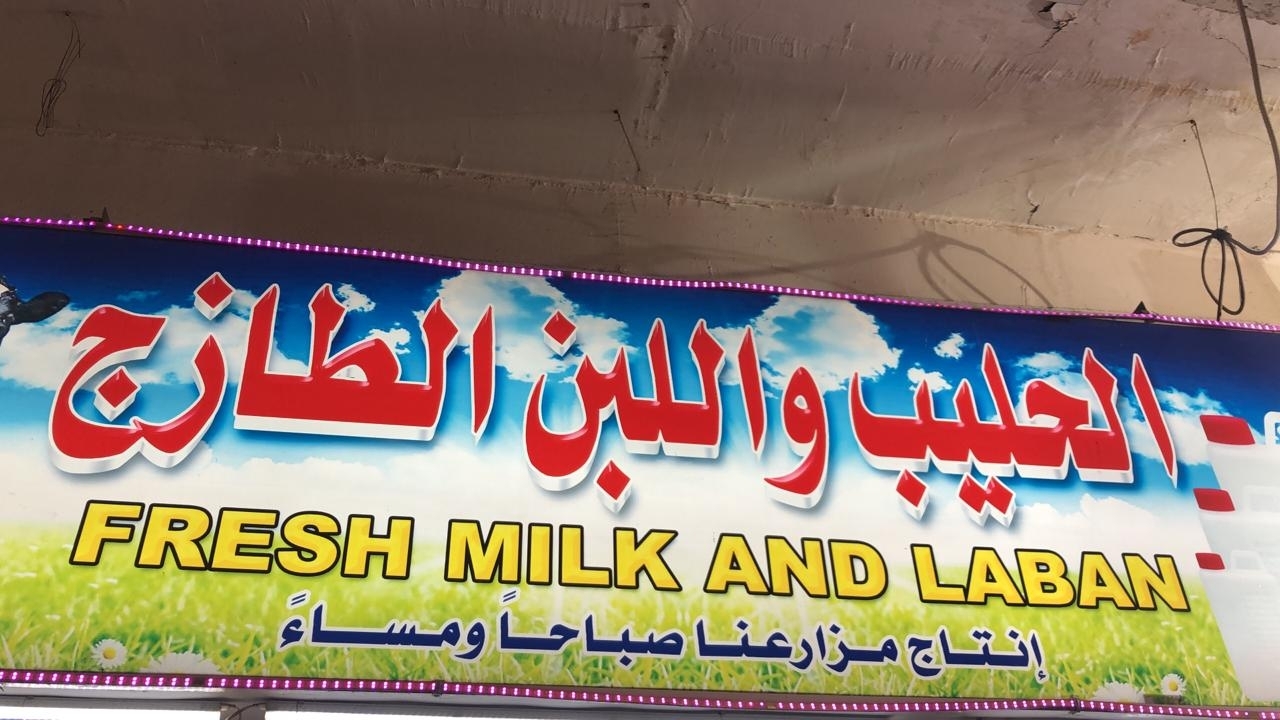 الحليب واللبن الطازج
FRESH MILK AND LABAN
إنتاج مزارعنا صباحاً ومساءً